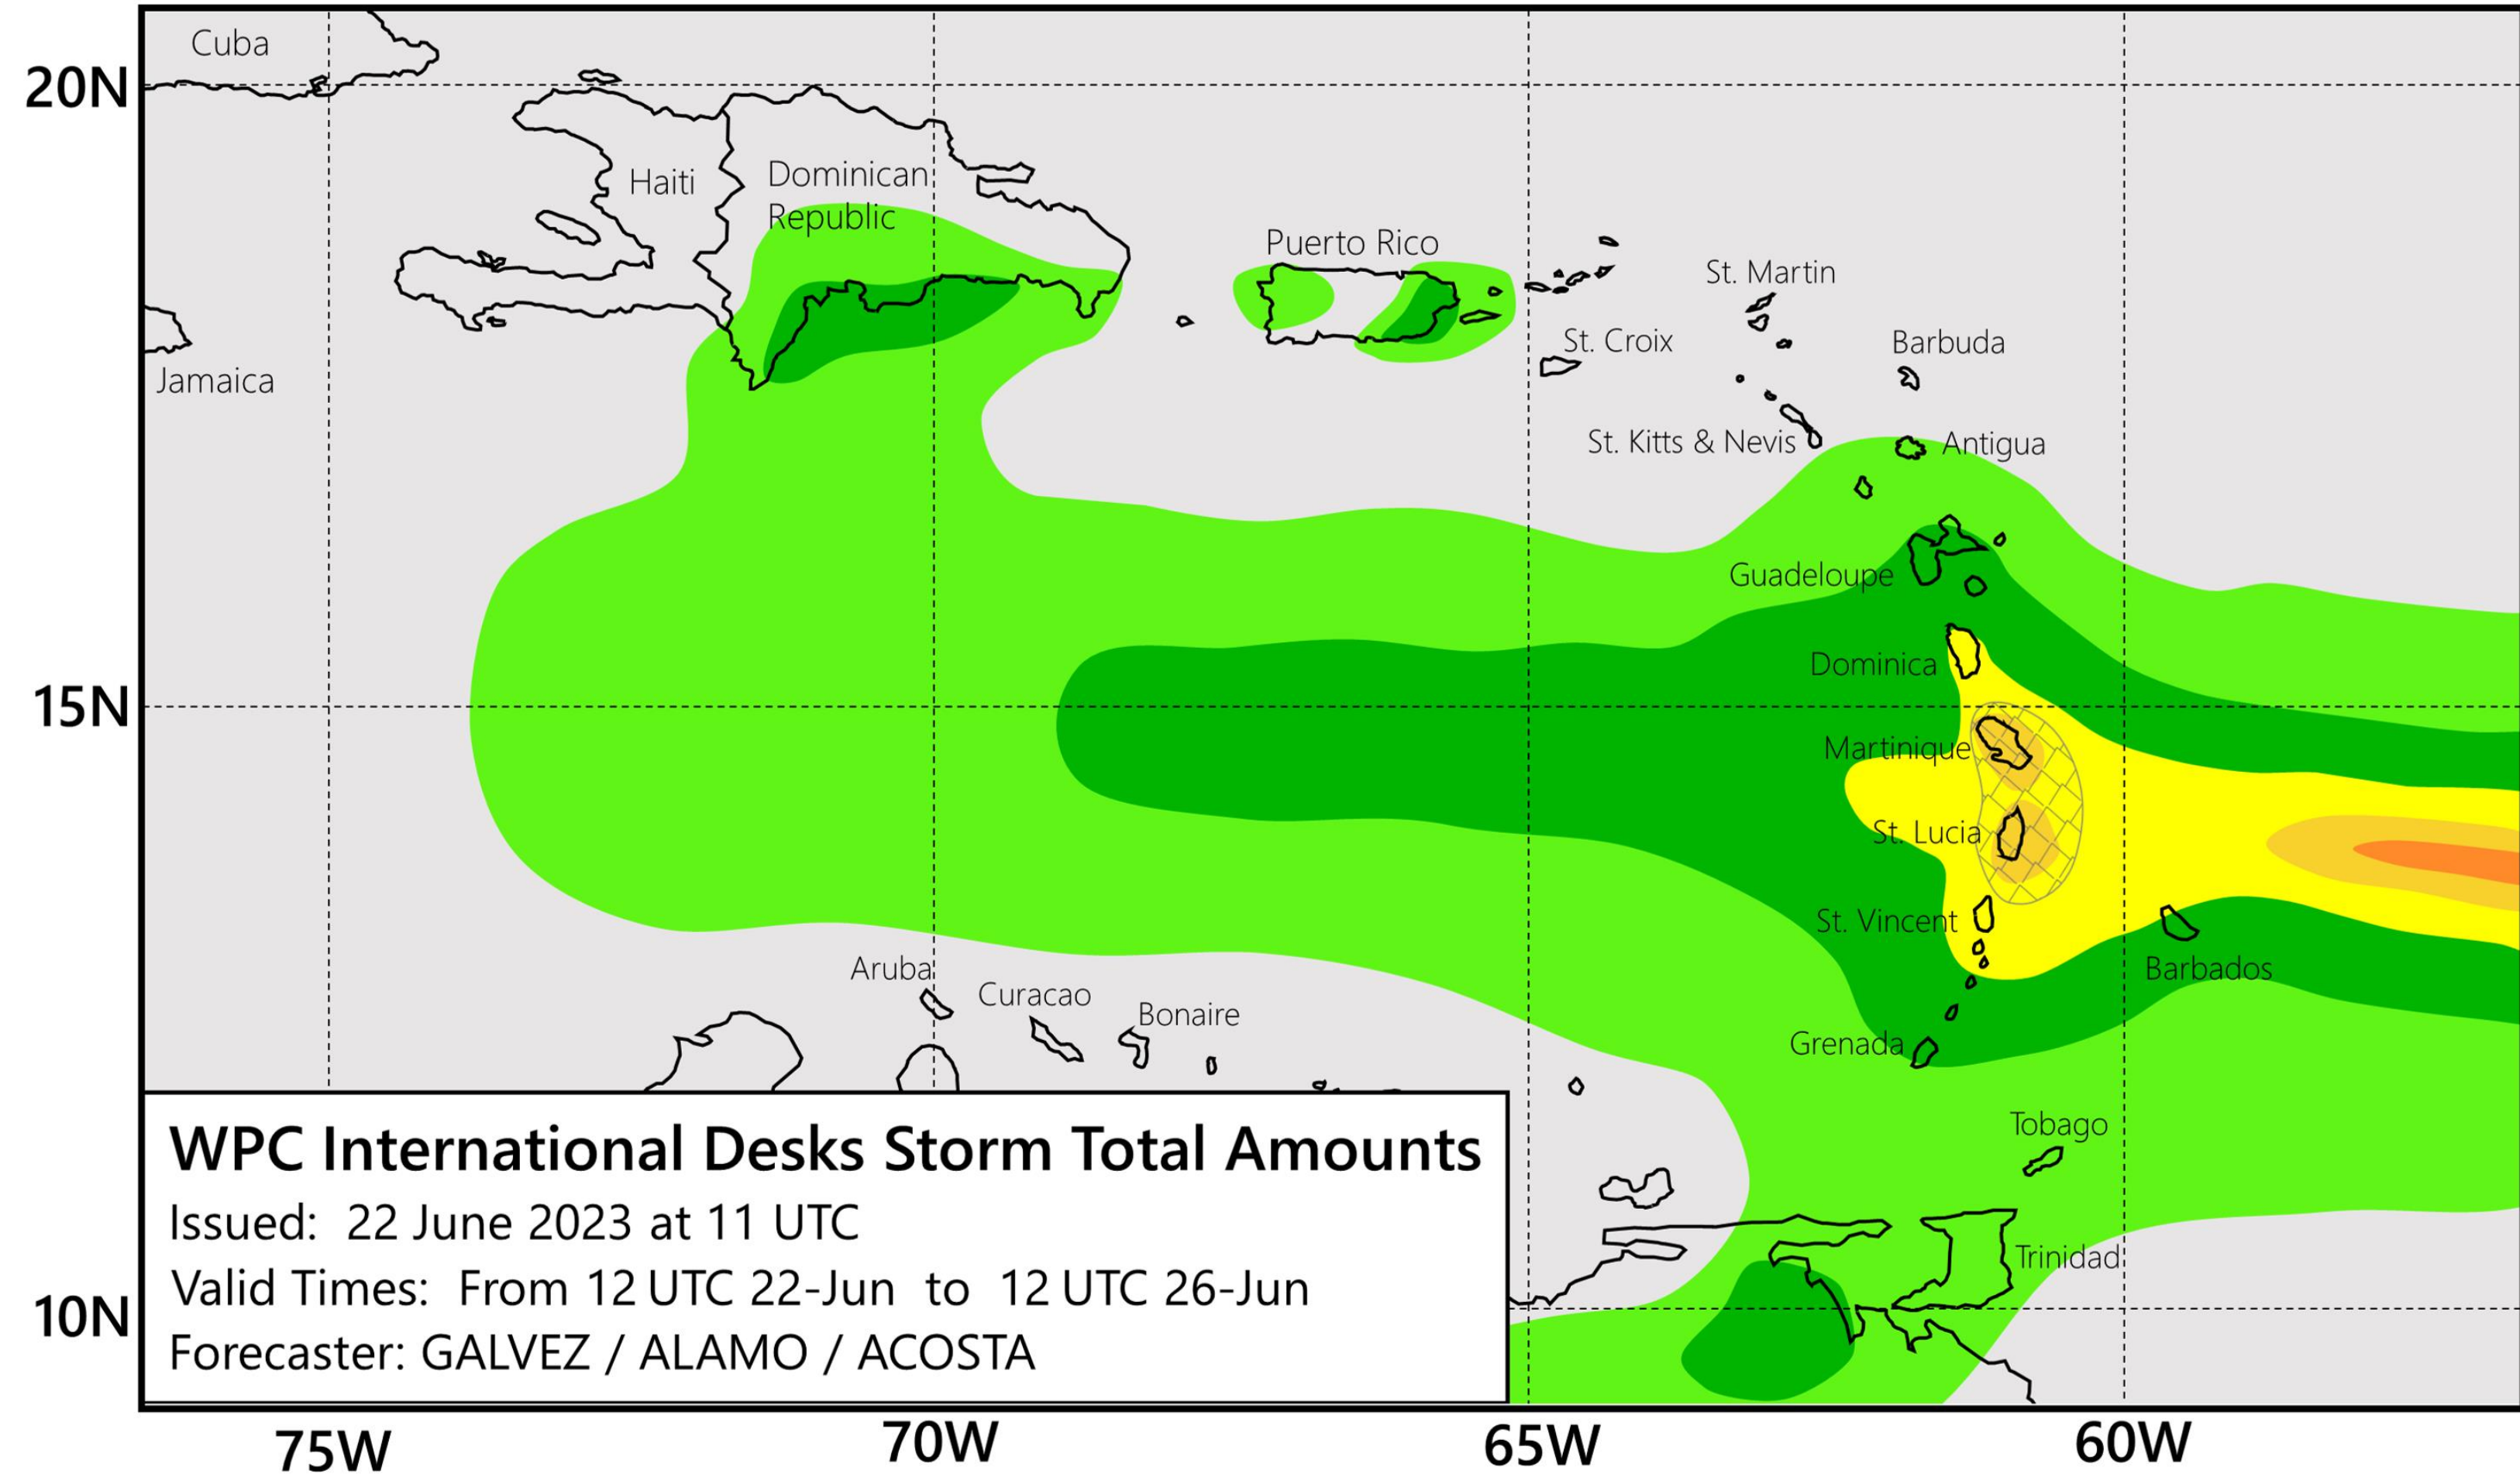 Cuba
20N
Haiti
Dominican
Republic
Puerto Rico
St. Martin
St. Croix
Barbuda
Jamaica
St. Kitts & Nevis
Antigua
Guadeloupe
Dominica
15N
Martinique
St. Lucia
St. Vincent
Aruba
Barbados
Curacao
Bonaire
Grenada
Tobago
Trinidad
WPC International Desks Storm Total Amounts
Issued: 22 June 2023 at 11 UTC
Valid Times: From 12 UTC 22-Jun to 12 UTC 26-Jun
Forecaster: GALVEZ / ALAMO / ACOSTA
10N
75W
70W
65W
60W